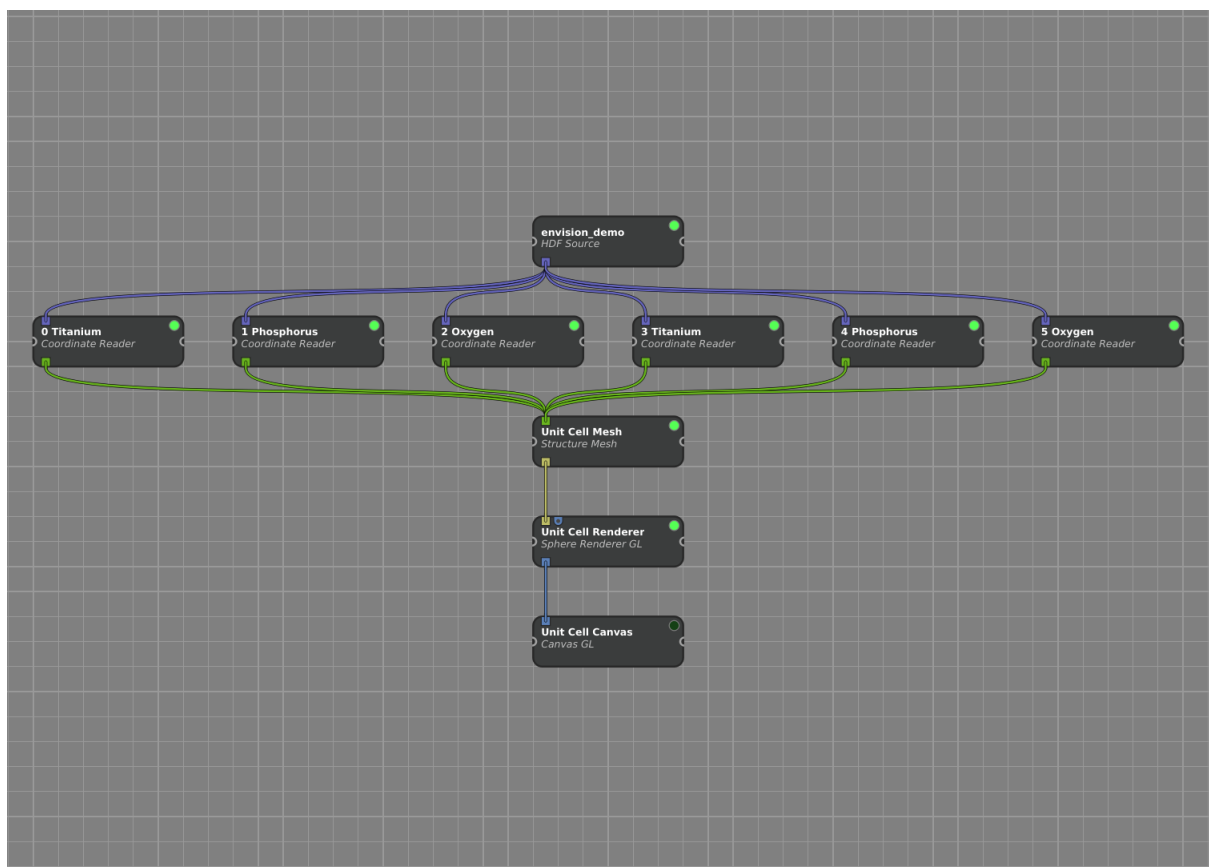 envision_demo
HDF Source
0 Titanium
Coordinate Reader
1 Phosphorus
Coordinate Reader
2 Oxygen
Coordinate Reader
3 Titanium
Coordinate Reader
4 Phosphorus
Coordinate Reader
5 Oxygen
Coordinate Reader
Unit Cell Mesh
Structure Mesh
Unit Cell Renderer
Sphere Renderer GL
Unit Cell Canvas
Canvas GL